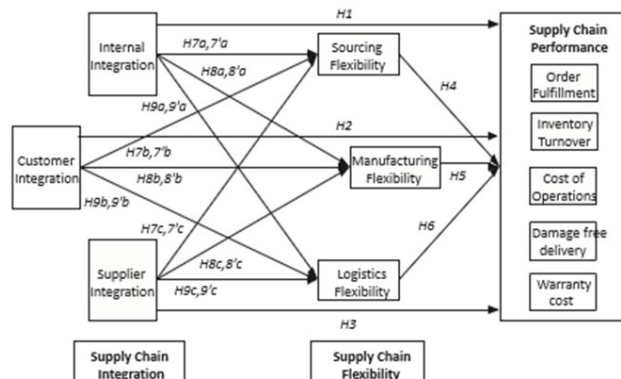 H1
Internal
Integration
H7a,7'a
H8a,8'a
H9a,9'a
Sourcing
Flexibility
H4
Supply Chain
Performance
Order
Fulfillment
Inventory
Turnover
Cost of
Operations
Damage free
delivery
Warranty
cost
H2
Customer
Integration
H7b,7'b
H8b,8'b
H9b,9'b
Manufacturing
Flexibility
H5
H7c,7'c
H8c,8'c
H9c,9'c
Supplier
Integration
Logistics
Flexibility
H6
H3
Supply Chain
Integration
Supply Chain
Flexibility